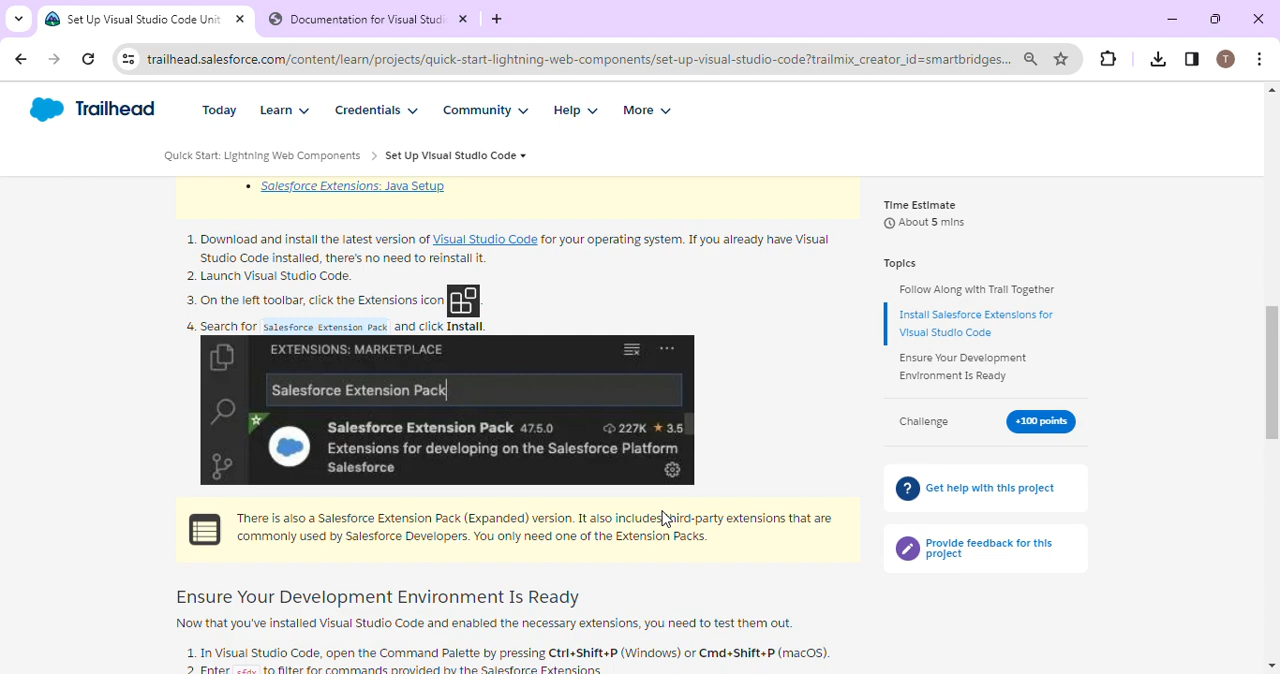 Set Up Visual Studio Code Unit
Documentation for Visual Studi
trailhead.salesforce.com/content/learn/projects/quick-start-lightning-web-components/set-up-visual-studio-code?trailmix_creator_id=smartbridges...
T
Trailhead
Today
Learn
Credentials
Community
Help
More
Quick Start: Lightning Web Components > Set Up Visual Studio Code
• Salesforce Extensions: Java Setup
1. Download and install the latest version of Visual Studio Code for your operating system. If you already have Visual
Studio Code installed, there's no need to reinstall it.
2. Launch Visual Studio Code.
3. On the left toolbar, click the Extensions icon .
4. Search for Salesforce Extension Pack and click Install.
EXTENSIONS: MARKETPLACE
Salesforce Extension Pack
Salesforce Extension Pack 47.5.0 227K ★ 3.5
Extensions for developing on the Salesforce Platform
Salesforce
There is also a Salesforce Extension Pack (Expanded) version. It also includes third-party extensions that are
commonly used by Salesforce Developers. You only need one of the Extension Packs.
Ensure Your Development Environment Is Ready
Now that you've installed Visual Studio Code and enabled the necessary extensions, you need to test them out.
1. In Visual Studio Code, open the Command Palette by pressing Ctrl+Shift+P (Windows) or Cmd+Shift+P (macOS).
2. Enter sfdx to filter for commands provided by the Salesforce Extensions.
Time Estimate
About 5 mins
Topics
Follow Along with Trail Together
Install Salesforce Extensions for
Visual Studio Code
Ensure Your Development
Environment Is Ready
Challenge
+100 points
Get help with this project
Provide feedback for this
project